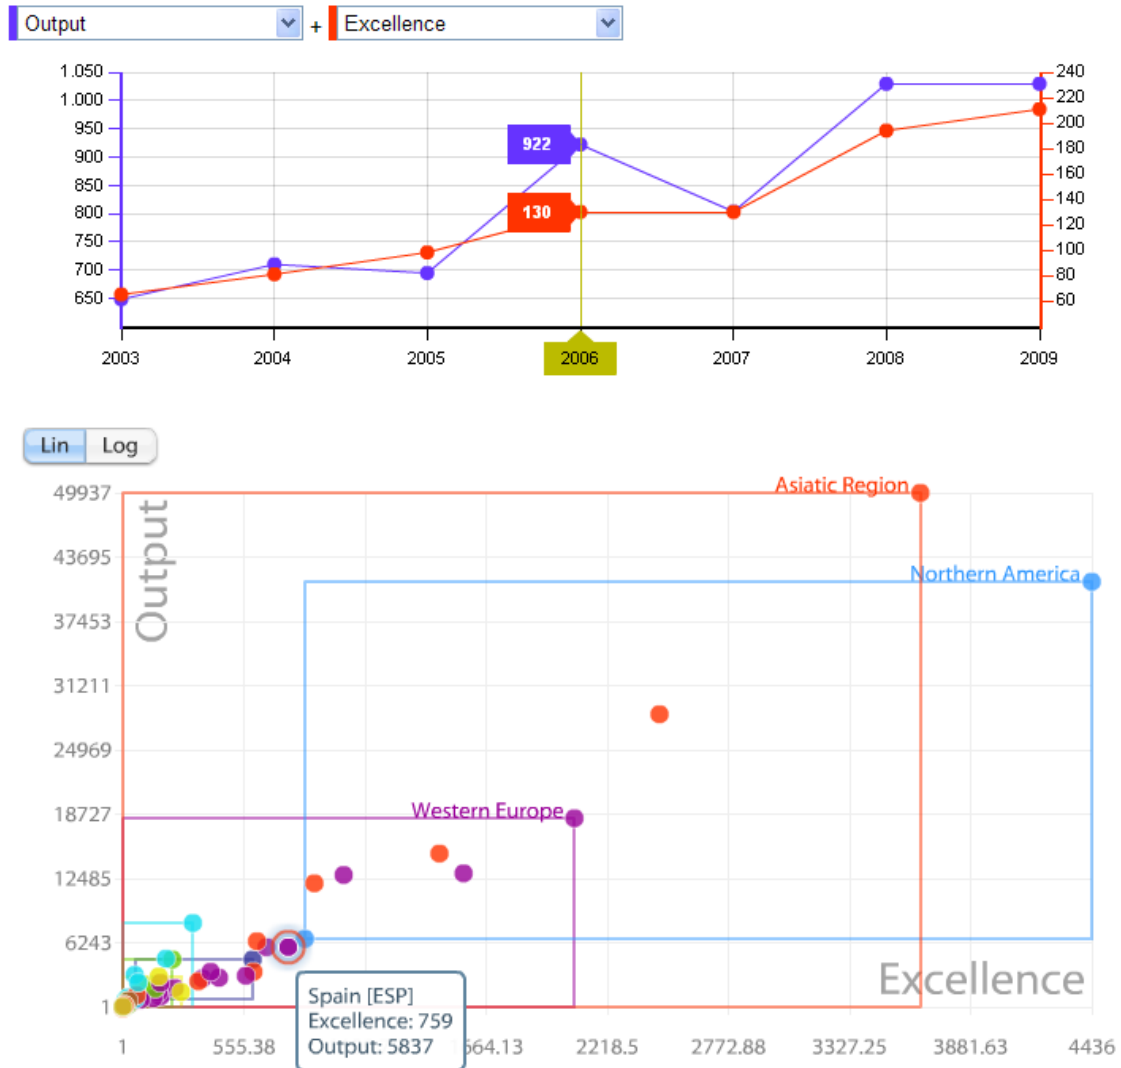 Output + Excellence
1.050 240
1.000 220
950 200
922
900 180
850 160
800 130 140
750 120
100
700 80
650 60
2003 2004 2005 2006 2007 2008 2009
Lin Log
49937 Asiatic Region
43695
Output
Northern America
37453
31211
24969
18727 Western Europe
12485
6243
Excellence
Spain [ESP]
Excellence: 759
Output: 5837
1
1 555.38 664.13 2218.5 2772.88 3327.25 3881.63 4436